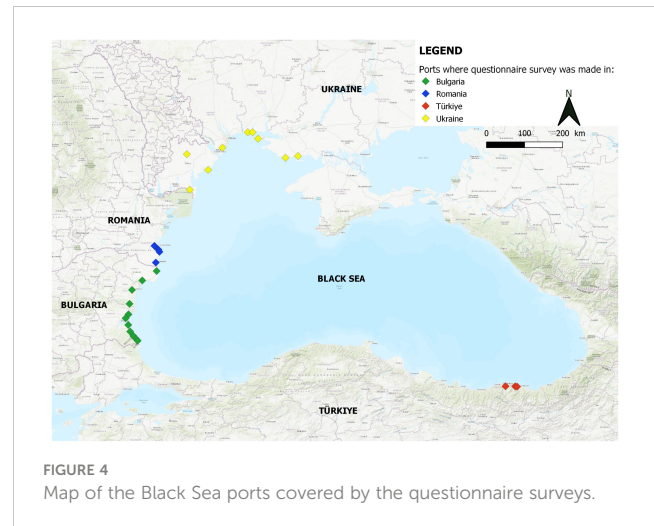 LEGEND
Ports where questionnaire survey was made in:
Bulgaria
Romania
Türkiye
Ukraine
UKRAINE
N
0 100 200 km
ROMANIA
BLACK SEA
BULGARIA
TÜRKIYE
FIGURE 4
Map of the Black Sea ports covered by the questionnaire surveys.